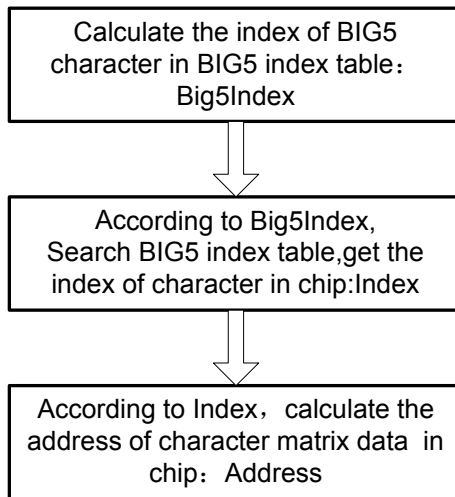 Calculate the index of BIG5
character in BIG5 index table：
Big5Index
According to Big5Index,
Search BIG5 index table,get the
index of character in chip:Index
According to Index，calculate the
address of character matrix data in
chip：Address